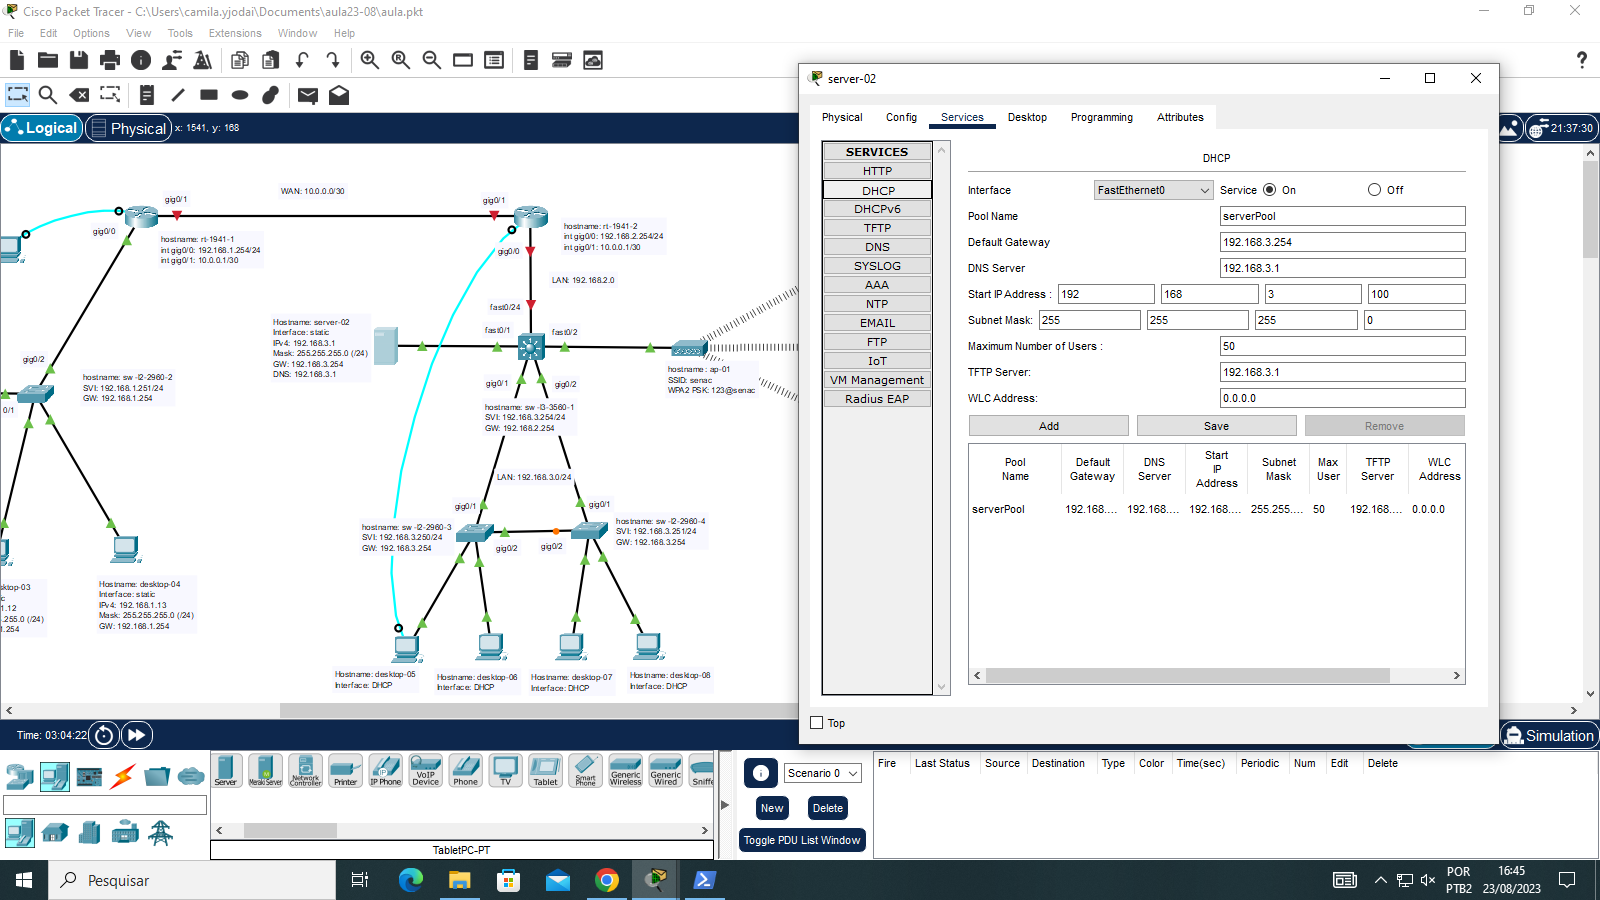 Cisco Packet Tracer - C:\Users\camila.yjodai\Documents\aula23-08\aula.pkt
File Edit Options View Tools Extensions Window Help
Logical
Physical
x: 1541, y: 168
21:37:30
WAN: 10.0.0.0/30
gig0/1
gig0/1
gig0/0
hostname: rt-1941-1
int gig0/0: 192.168.1.254/24
int gig0/1: 10.0.0.1/30
hostname: rt-1941-2
int gig0/0: 192.168.2.254/24
int gig0/1: 10.0.0.1/30
gig0/0
LAN: 192.168.2.0
fast0/24
Hostname: server-02
Interface: static
IPv4: 192.168.3.1
Mask: 255.255.255.0 (/24)
GW: 192.168.3.254
DNS: 192.168.3.1
fast0/1
fast0/2
hostname: ap-01
SSID: senac
WPA2 PSK: 123@senac
gig0/2
hostname: sw-l2-2960-2
SVI: 192.168.1.251/24
GW: 192.168.1.254
0/1
gig0/1
gig0/2
hostname: sw-l3-3560-1
SVI: 192.168.3.254/24
GW: 192.168.2.254
LAN: 192.168.3.0/24
gig0/1
gig0/1
hostname: sw-l2-2960-3
SVI: 192.168.3.250/24
GW: 192.168.3.254
gig0/2
gig0/2
hostname: sw-l2-2960-4
SVI: 192.168.3.251/24
GW: 192.168.3.254
sktop-03
c
1.12
.255.0 (/24)
1.254
Hostname: desktop-04
Interface: static
IPv4: 192.168.1.13
Mask: 255.255.255.0 (/24)
GW: 192.168.1.254
Hostname: desktop-05
Interface: DHCP
Hostname: desktop-06
Interface: DHCP
Hostname: desktop-07
Interface: DHCP
Hostname: desktop-08
Interface: DHCP
server-02
Physical Config Services Desktop Programming Attributes
SERVICES
HTTP
DHCP
DHCPv6
TFTP
DNS
SYSLOG
AAA
NTP
EMAIL
FTP
IoT
VM Management
Radius EAP
DHCP
Interface FastEthernet0 Service On Off
Pool Name serverPool
Default Gateway 192.168.3.254
DNS Server 192.168.3.1
Start IP Address : 192 168 3 100
Subnet Mask: 255 255 255 0
Maximum Number of Users : 50
TFTP Server: 192.168.3.1
WLC Address: 0.0.0.0
Add Save Remove
Pool Name Default Gateway DNS Server Start IP Address Subnet Mask Max User TFTP Server WLC Address
serverPool 192.168.... 192.168.... 192.168.... 255.255.... 50 192.168.... 0.0.0.0
Top
Time: 03:04:22
Simulation
Server
Meraki Server
Network Controller
Printer
IP Phone
VoIP Device
Phone
TV
Tablet
Smart Phone
Generic Wireless
Generic Wired
Sniffe
TabletPC-PT
Scenario 0
New
Delete
Toggle PDU List Window
Fire Last Status Source Destination Type Color Time(sec) Periodic Num Edit Delete
Pesquisar
POR
PTB2
16:45
23/08/2023